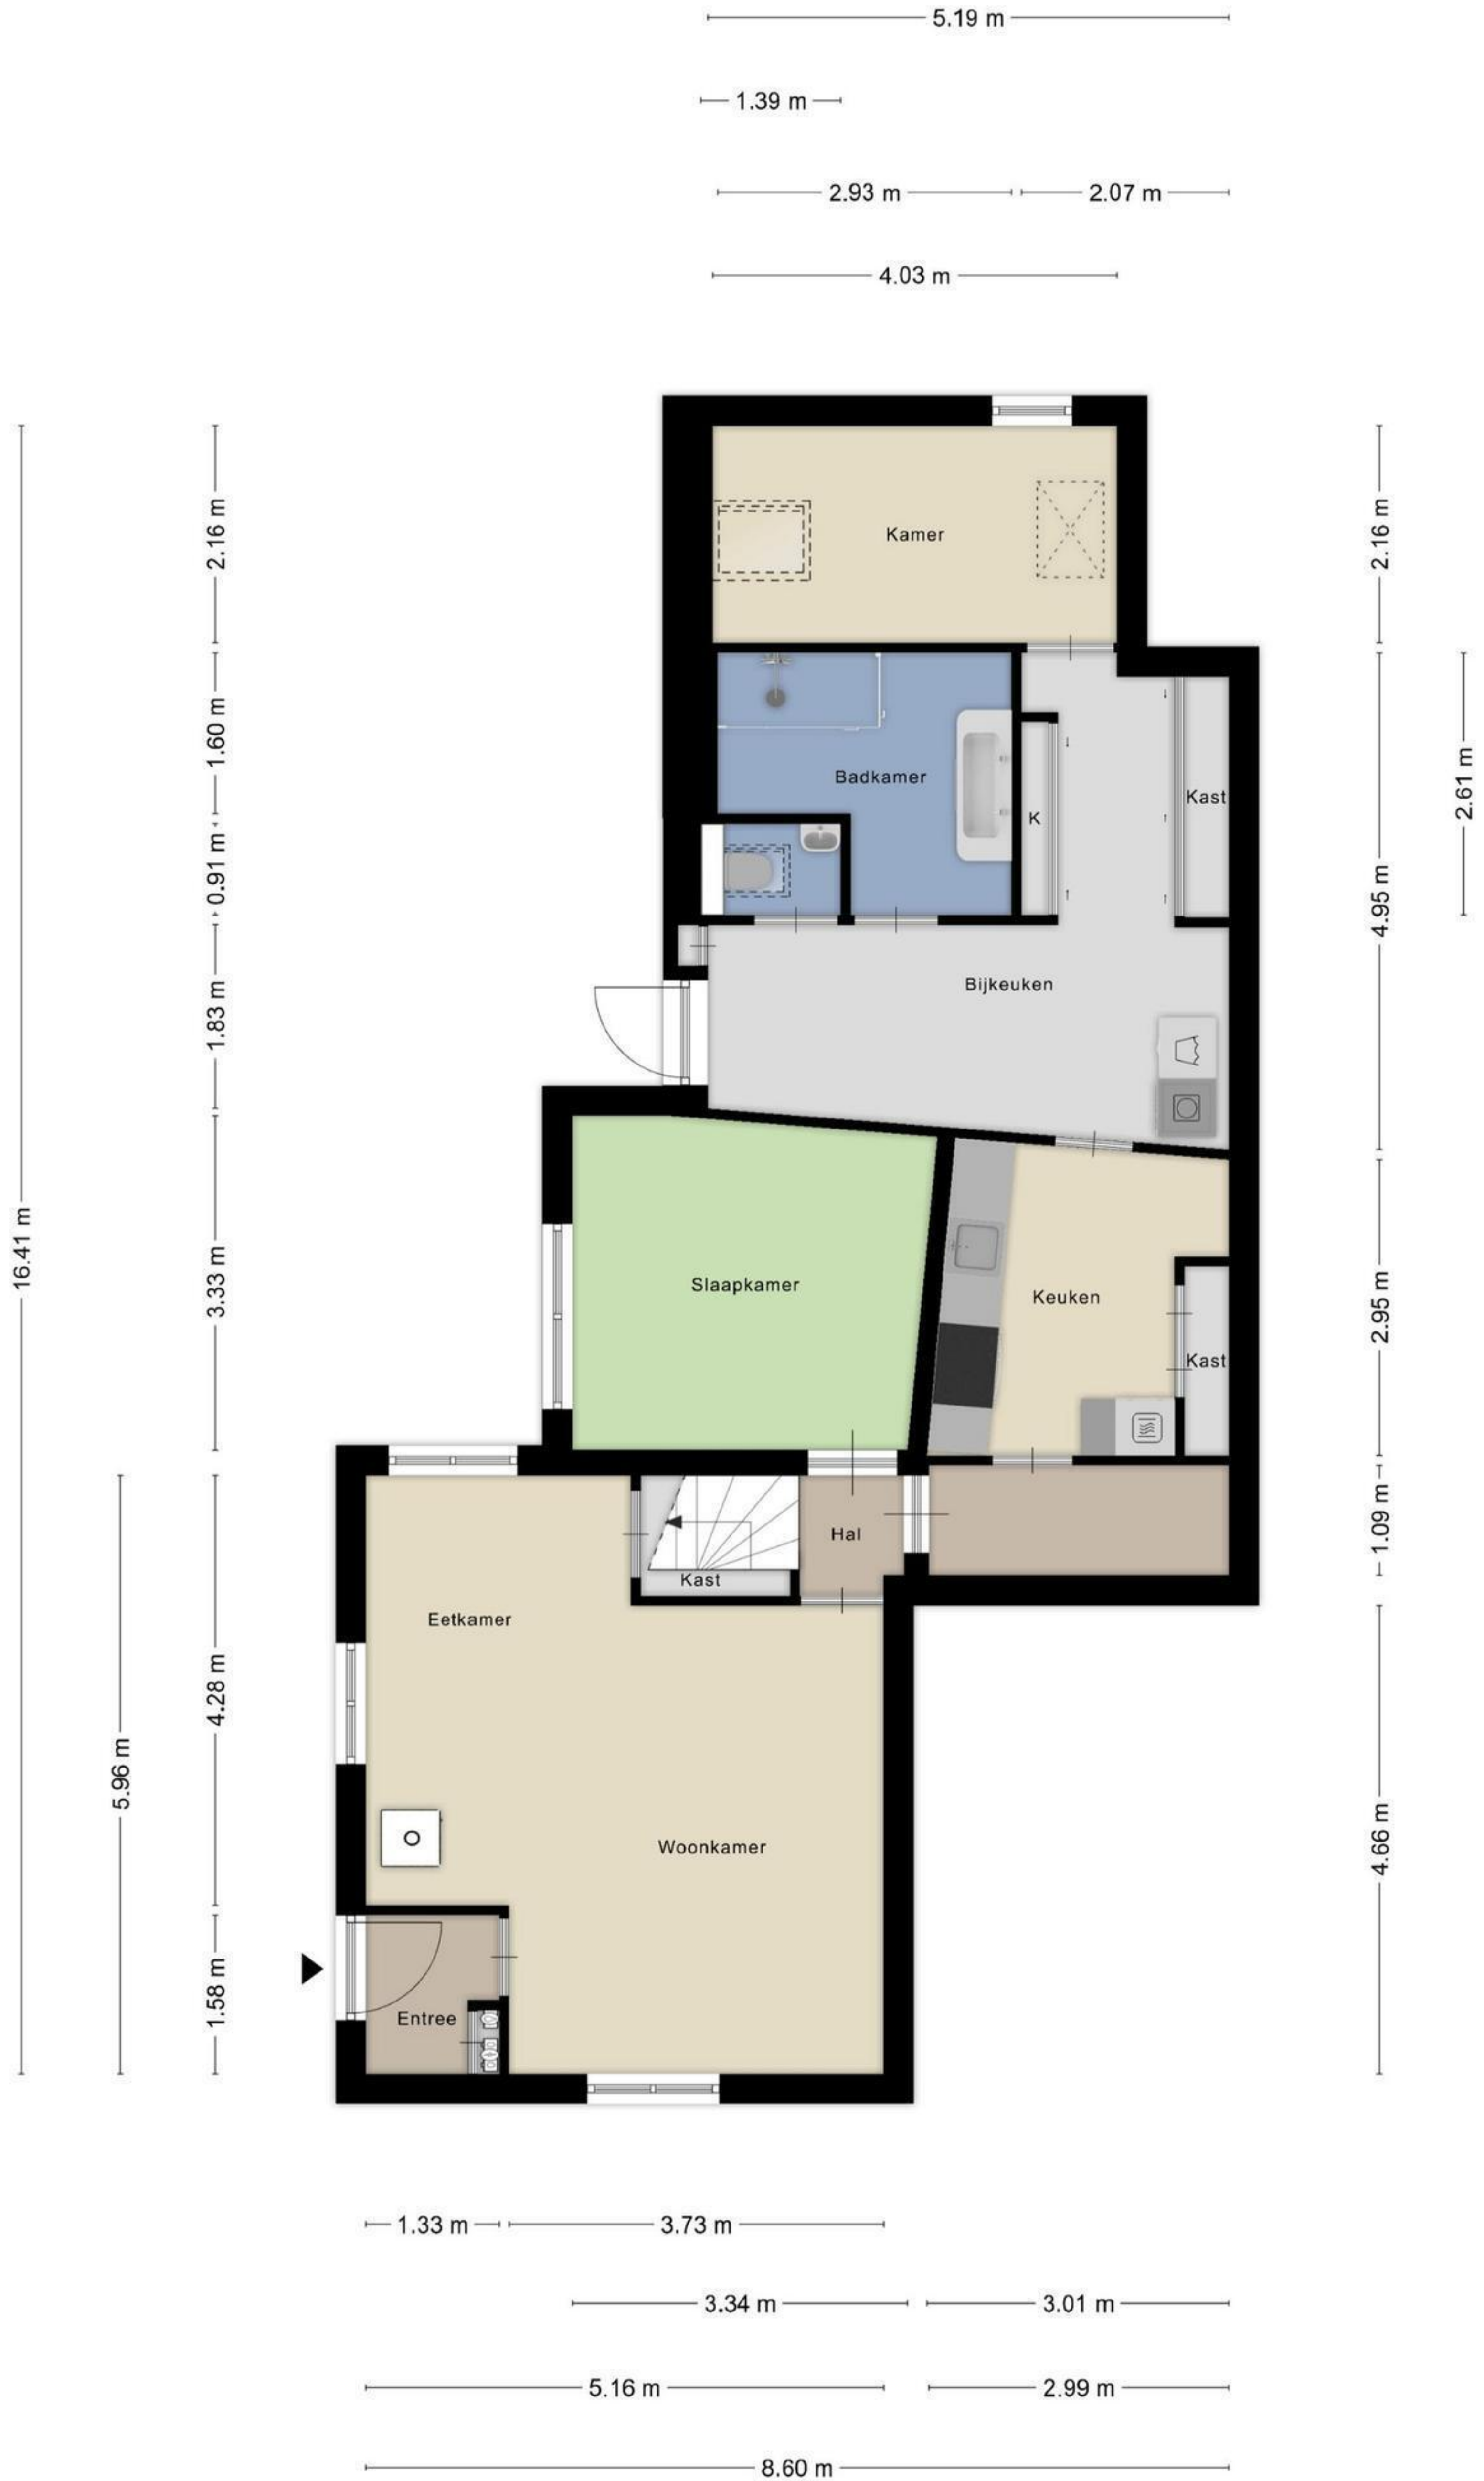 5.19 m
1.39 m
2.93 m
2.07 m
4.03 m
2.16 m
Kamer
2.16 m
1.60 m
2.61 m
Badkamer
Kast
K
0.91 m
4.95 m
Bijkeuken
1.83 m
16.41 m
3.33 m
Slaapkamer
Keuken
2.95 m
Kast
1.09 m
Hal
Kast
Eetkamer
4.28 m
5.96 m
Woonkamer
4.66 m
1.58 m
Entree
1.33 m
3.73 m
3.34 m
3.01 m
5.16 m
2.99 m
8.60 m